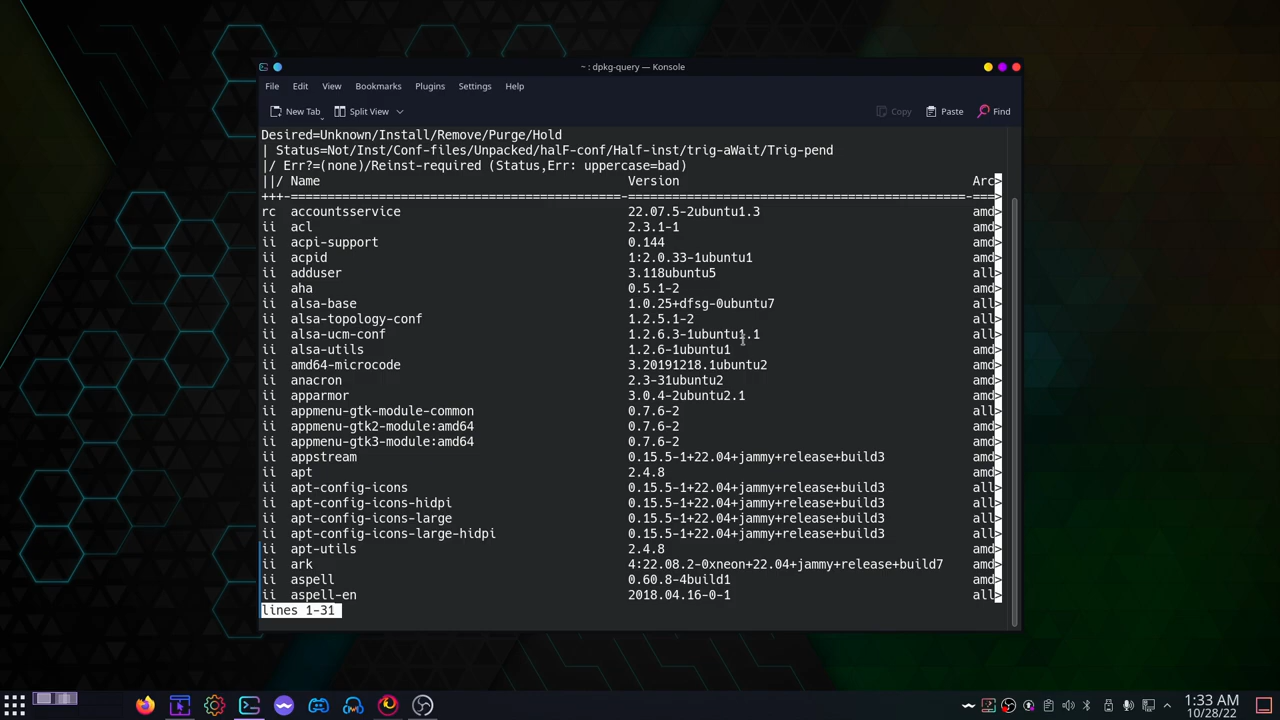 ~ : dpkg-query — Konsole
File Edit View Bookmarks Plugins Settings Help
New Tab Split View Copy Paste Find
Desired=Unknown/Install/Remove/Purge/Hold
| Status=Not/Inst/Conf-files/Unpacked/halF-conf/Half-inst/trig-aWait/Trig-pend
|/ Err?=(none)/Reinst-required (Status,Err: uppercase=bad)
||/ Name Version Arc>
+++-=============================================-==============================================-===>
rc accountsservice 22.07.5-2ubuntu1.3 amd>
ii acl 2.3.1-1 amd>
ii acpi-support 0.144 amd>
ii acpid 1:2.0.33-1ubuntu1 amd>
ii adduser 3.118ubuntu5 all>
ii aha 0.5.1-2 amd>
ii alsa-base 1.0.25+dfsg-0ubuntu7 all>
ii alsa-topology-conf 1.2.5.1-2 all>
ii alsa-ucm-conf 1.2.6.3-1ubuntu1.1 all>
ii alsa-utils 1.2.6-1ubuntu1 amd>
ii amd64-microcode 3.20191218.1ubuntu2 amd>
ii anacron 2.3-31ubuntu2 amd>
ii apparmor 3.0.4-2ubuntu2.1 amd>
ii appmenu-gtk-module-common 0.7.6-2 all>
ii appmenu-gtk2-module:amd64 0.7.6-2 amd>
ii appmenu-gtk3-module:amd64 0.7.6-2 amd>
ii appstream 0.15.5-1+22.04+jammy+release+build3 amd>
ii apt 2.4.8 amd>
ii apt-config-icons 0.15.5-1+22.04+jammy+release+build3 all>
ii apt-config-icons-hidpi 0.15.5-1+22.04+jammy+release+build3 all>
ii apt-config-icons-large 0.15.5-1+22.04+jammy+release+build3 all>
ii apt-config-icons-large-hidpi 0.15.5-1+22.04+jammy+release+build3 all>
ii apt-utils 2.4.8 amd>
ii ark 4:22.08.2-0xneon+22.04+jammy+release+build7 amd>
ii aspell 0.60.8-4build1 amd>
ii aspell-en 2018.04.16-0-1 all>
lines 1-31
1:33 AM
10/28/22